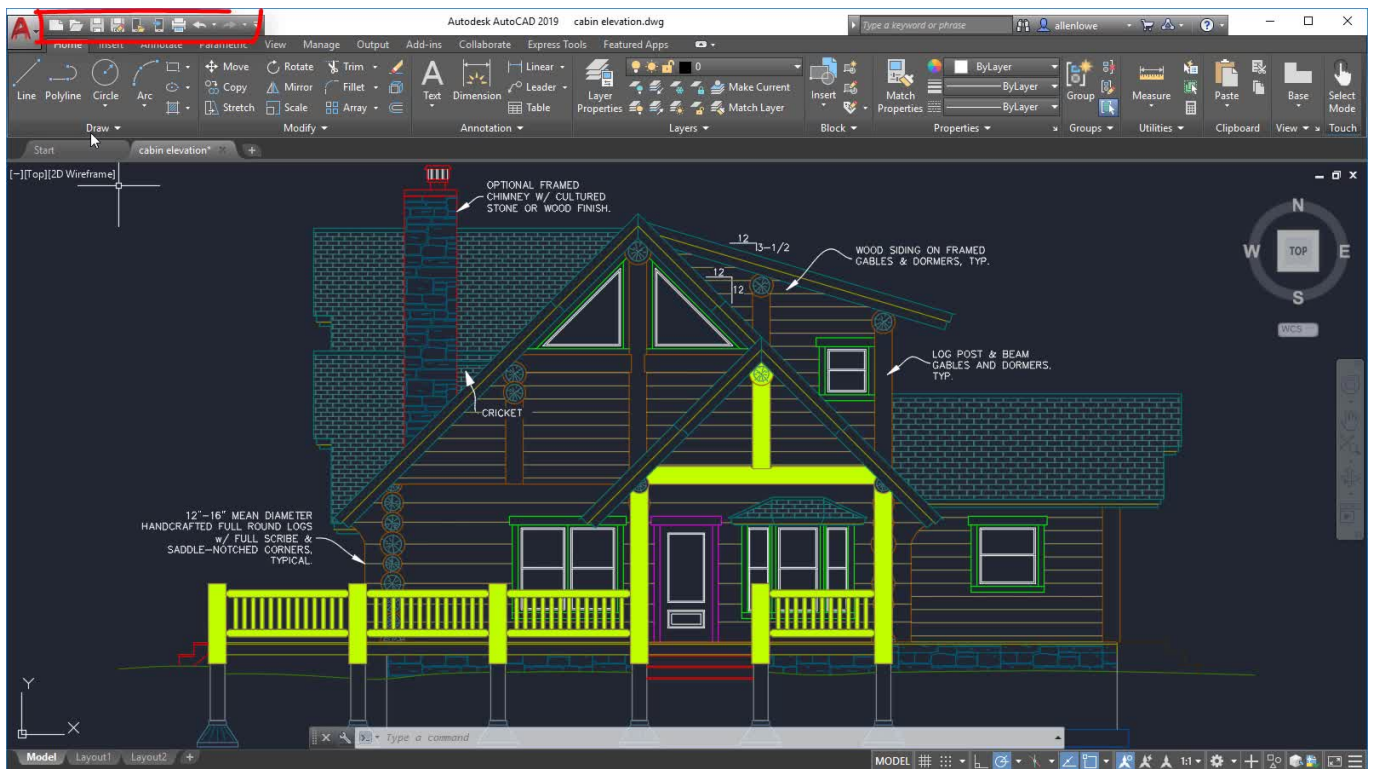 A Autodesk AutoCAD 2019 cabin elevation.dwg Type a keyword or phrase allenlowe ?
Home Insert Annotate Parametric View Manage Output Add-ins Collaborate Express Tools Featured Apps
Move Rotate Trim Linear 0
Line Polyline Circle Arc Copy Mirror Fillet A Text Dimension Leader Layer Properties Make Current Insert Match Properties ByLayer ByLayer ByLayer Group Measure Paste Base Select Mode
Stretch Scale Array Table Match Layer
Draw Modify Annotation Layers Block Properties Groups Utilities Clipboard View Touch
Start cabin elevation* +
[-][Top][2D Wireframe]
OPTIONAL FRAMED
CHIMNEY W/ CULTURED
STONE OR WOOD FINISH.
12
3-1/2
WOOD SIDING ON FRAMED
GABLES & DORMERS, TYP.
12
12
N
W TOP E
S
WCS
LOG POST & BEAM
GABLES AND DORMERS,
TYP.
CRICKET
12"-16" MEAN DIAMETER
HANDCRAFTED FULL ROUND LOGS
w/ FULL SCRIBE &
SADDLE-NOTCHED CORNERS,
TYPICAL.
Y
X
Type a command
Model Layout1 Layout2 + MODEL 1:1